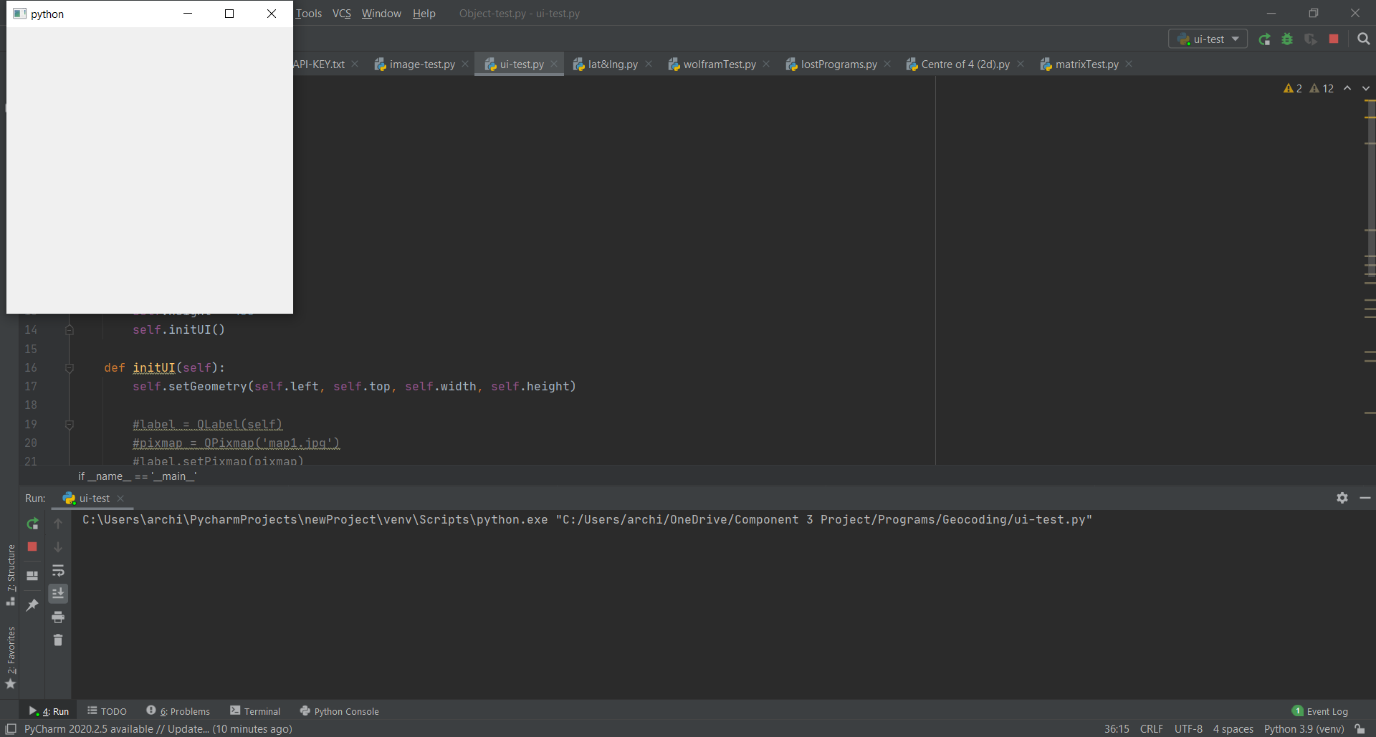 python
Tools VCS Window Help Object-test.py - ui-test.py
ui-test
API-KEY.txt image-test.py ui-test.py lat&lng.py wolframTest.py lostPrograms.py Centre of 4 (2d).py matrixTest.py
2 12
14 self.initUI()
15
16 def initUI(self):
17 self.setGeometry(self.left, self.top, self.width, self.height)
18
19 #label = QLabel(self)
20 #pixmap = QPixmap('map1.jpg')
21 #label.setPixmap(pixmap)
if __name__ == '__main__'
Run: ui-test
C:\Users\archi\PycharmProjects\newProject\venv\Scripts\python.exe "C:/Users/archi/OneDrive/Component 3 Project/Programs/Geocoding/ui-test.py"
7: Structure
2: Favorites
4: Run TODO 6: Problems Terminal Python Console 1 Event Log
PyCharm 2020.2.5 available // Update... (10 minutes ago) 36:15 CRLF UTF-8 4 spaces Python 3.9 (venv)